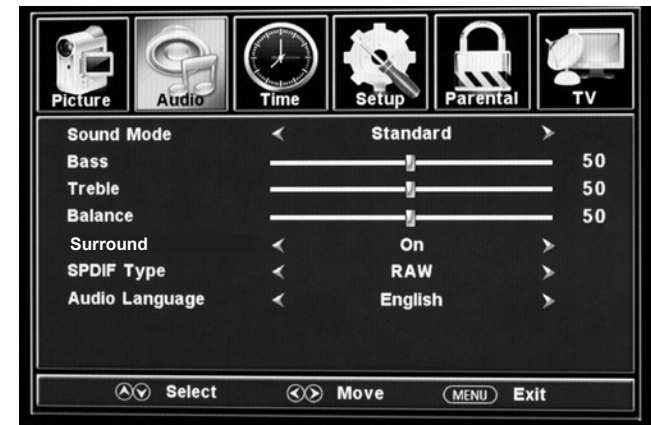 Picture Audio Time Setup Parental TV
Sound Mode Standard
Bass 50
Treble 50
Balance 50
Surround On
SPDIF Type RAW
Audio Language English
Select Move MENU Exit